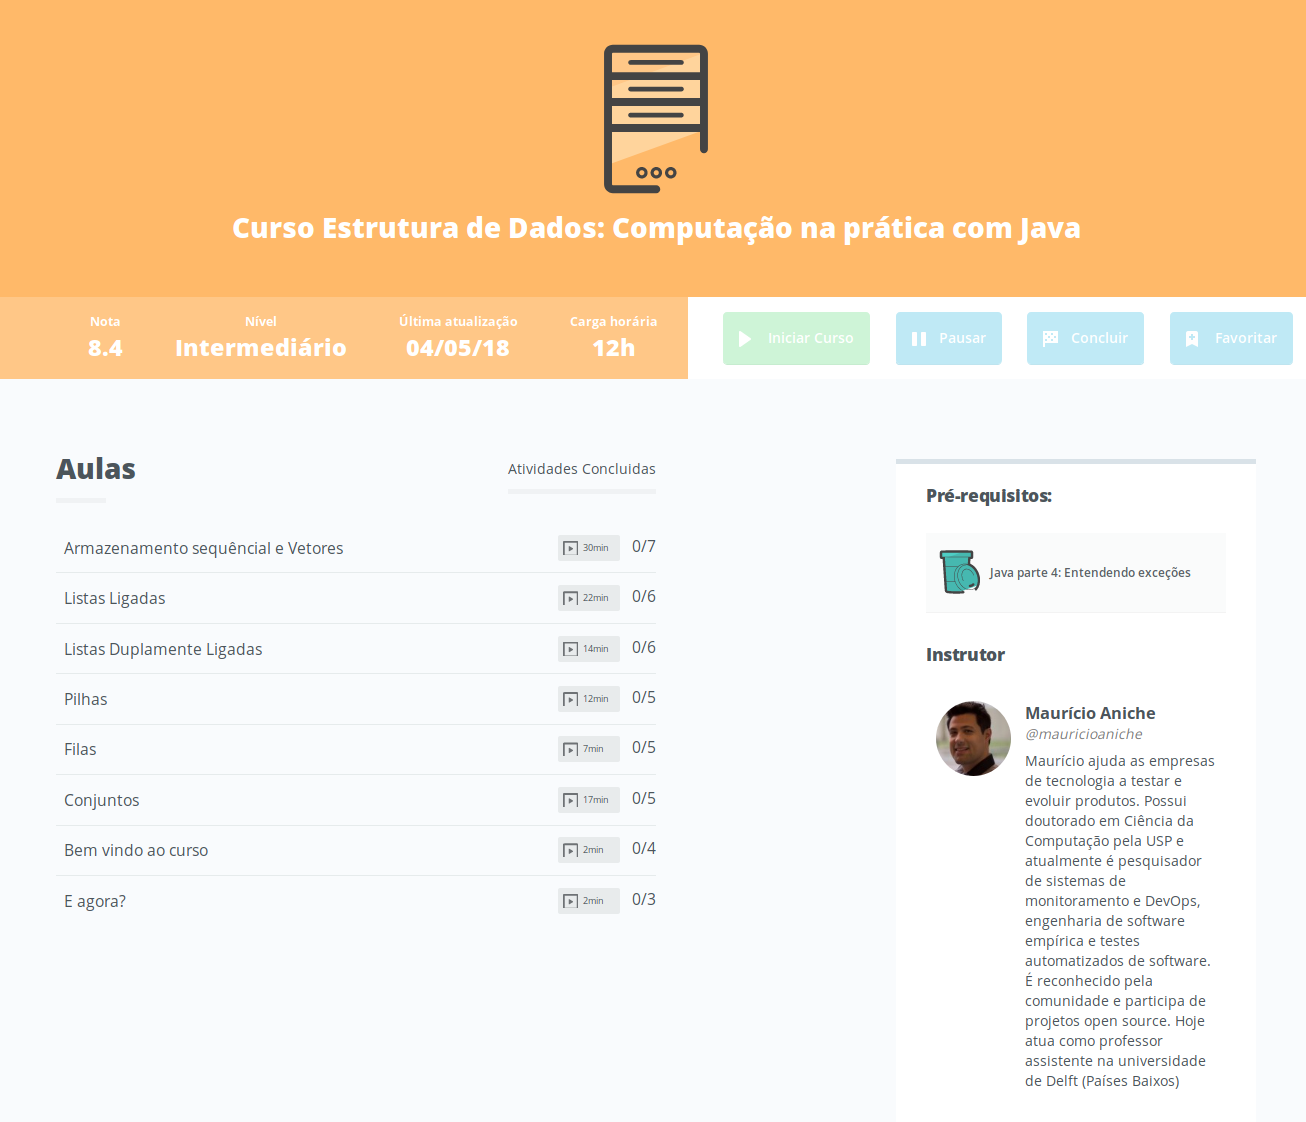 Curso Estrutura de Dados: Computação na prática com Java
Nota
8.4
Nível
Intermediário
Última atualização
04/05/18
Carga horária
12h
Iniciar Curso
Pausar
Concluir
Favoritar
Aulas
Atividades Concluidas
Armazenamento sequêncial e Vetores 30min 0/7
Listas Ligadas 22min 0/6
Listas Duplamente Ligadas 14min 0/6
Pilhas 12min 0/5
Filas 7min 0/5
Conjuntos 17min 0/5
Bem vindo ao curso 2min 0/4
E agora? 2min 0/3
Pré-requisitos:
Java parte 4: Entendendo exceções
Instrutor
Maurício Aniche
@mauricioaniche
Maurício ajuda as empresas
de tecnologia a testar e
evoluir produtos. Possui
doutorado em Ciência da
Computação pela USP e
atualmente é pesquisador
de sistemas de
monitoramento e DevOps,
engenharia de software
empírica e testes
automatizados de software.
É reconhecido pela
comunidade e participa de
projetos open source. Hoje
atua como professor
assistente na universidade
de Delft (Países Baixos)